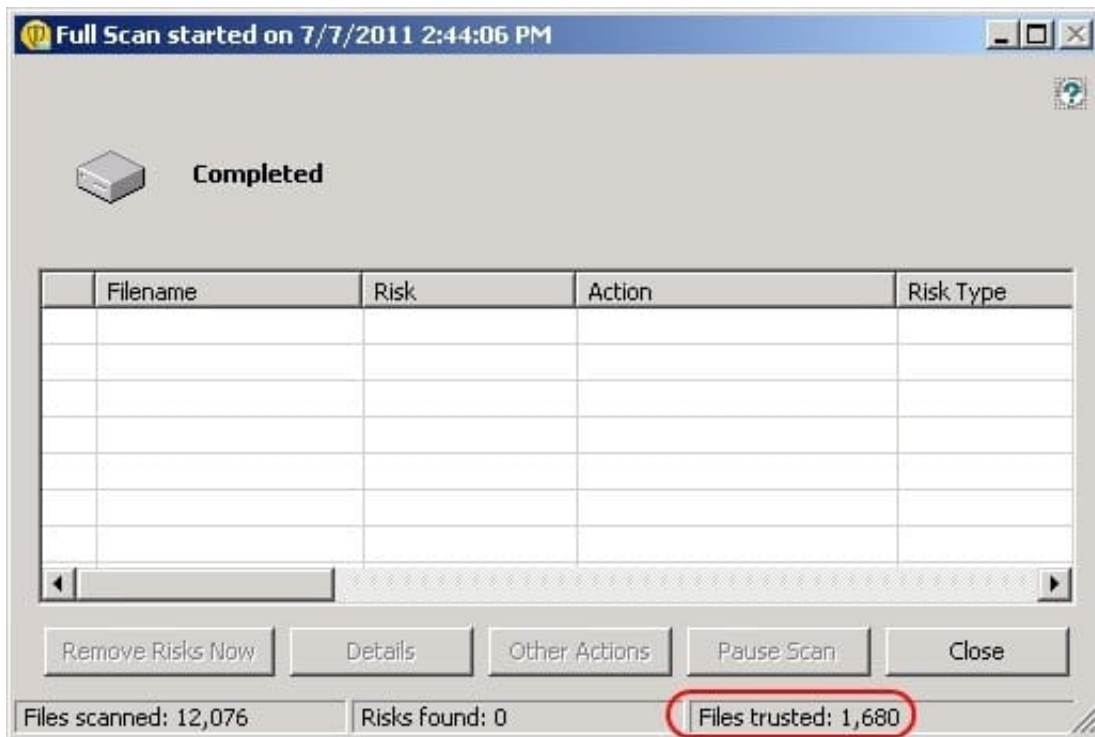 Full Scan started on 7/7/2011 2:44:06 PM
Completed
Filename Risk Action Risk Type
Remove Risks Now Details Other Actions Pause Scan Close
Files scanned: 12,076 Risks found: 0 Files trusted: 1,680